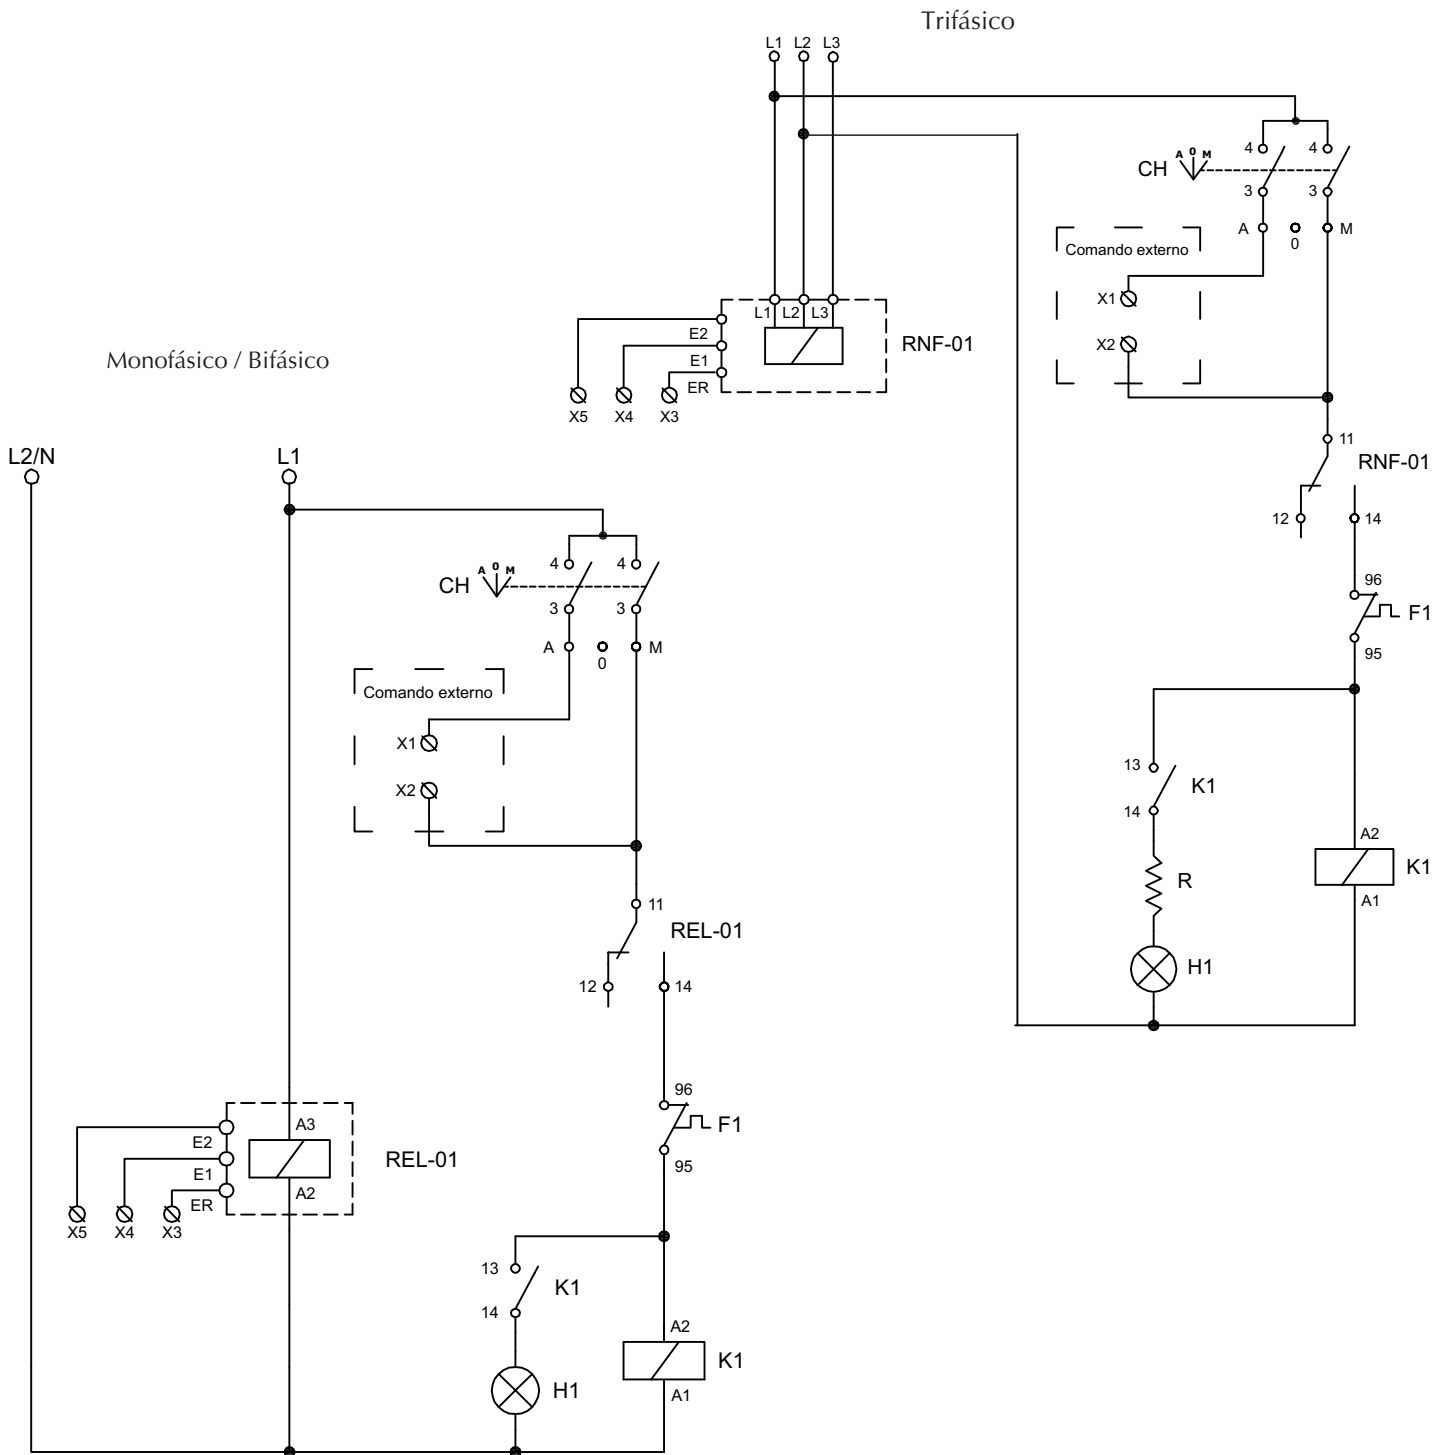 Trifásico
L1 L2 L3
4 4
CH A 0 M
3 3
A 0 M
Comando externo
X1
X2
L1 L2 L3
E2
E1
ER
RNF-01
X5 X4 X3
11
RNF-01
12 14
96
F1
95
13
K1
14
R
H1
A2
K1
A1
Monofásico / Bifásico
L2/N L1
4 4
CH A 0 M
3 3
A 0 M
Comando externo
X1
X2
11
REL-01
12 14
96
F1
95
A3
E2
E1
ER
A2
REL-01
X5 X4 X3
13
K1
14
H1
A2
K1
A1